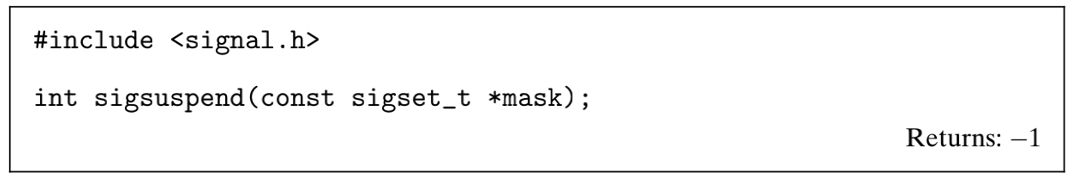 #include <signal.h>
int sigsuspend(const sigset_t *mask);
Returns: −1